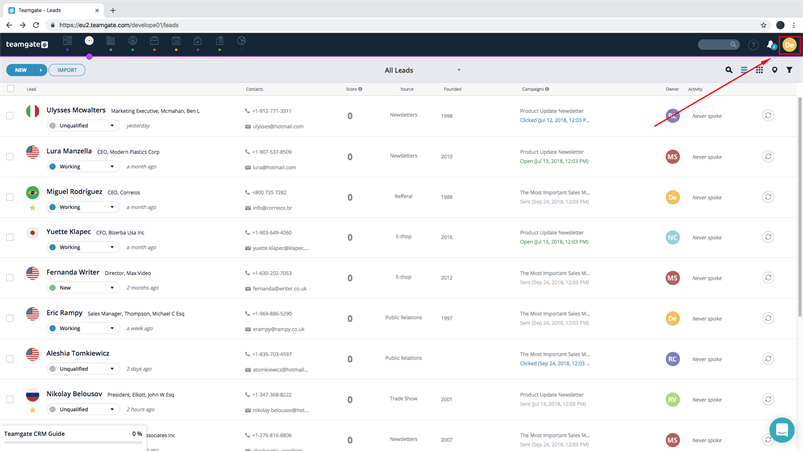 Teamgate - Leads
https://eu2.teamgate.com/develope01/leads
teamgate
De
NEW
IMPORT
All Leads
Lead Contacts Score Source Founded Campaigns Owner Activity
Ulysses Mcwalters Marketing Executive, Mcmahan, Ben L
Unqualified yesterday
+1-912-771-3311
ulysses@hotmail.com
0
Newsletters
1998
Product Update Newsletter
Clicked (Jul 12, 2018, 12:03 P...
Never spoke
Lura Manzella CEO, Modern Plastics Corp
Working a month ago
+1-907-537-8509
lura@hotmail.com
0
Newsletters
2010
Product Update Newsletter
Open (Jul 13, 2018, 12:03 PM)
MS
Never spoke
Miguel Rodríguez CEO, Correios
Working a month ago
+800 725 7282
info@correios.br
0
Refferal
1988
The Most Important Sales M...
Sent (Sep 24, 2018, 12:03 PM)
De
Never spoke
Yuette Klapec CFO, Bizerba Usa Inc
Working a month ago
+1-903-649-4060
yuette.klapec@klapec,...
0
E-shop
2016
Product Update Newsletter
Open (Jul 13, 2018, 12:03 PM)
NC
Never spoke
Fernanda Writer Director, Max Video
New 2 months ago
+1-630-202-7053
fernanda@writer.co.uk
0
E-shop
2012
The Most Important Sales M...
Sent (Sep 24, 2018, 12:03 PM)
MS
Never spoke
Eric Rampy Sales Manager, Thompson, Michael C Esq
Working a week ago
+1-969-886-5290
erampy@rampy.co.uk
0
Public Relations
1997
The Most Important Sales M...
Sent (Sep 24, 2018, 12:03 PM)
De
Never spoke
Aleshia Tomkiewicz
Unqualified 2 days ago
+1-835-703-4597
atomkiewicz@hotmail...
0
Public Relations
The Most Important Sales M...
Clicked (Sep 24, 2018, 12:03 ...
RC
Never spoke
Nikolay Belousov President, Elliott, John W Esq
Unqualified 2 hours ago
+1-347-368-8222
nikolay.belousov@hot...
0
Trade Show
2001
Product Update Newsletter
Sent (Jul 14, 2018, 12:03 PM)
RV
Never spoke
ssociates Inc
+1-276-816-8806
0
Newsletters
2007
The Most Important Sales M...
Sent (Sep 24, 2018, 12:03 PM)
MS
Never spoke
Teamgate CRM Guide 0 %